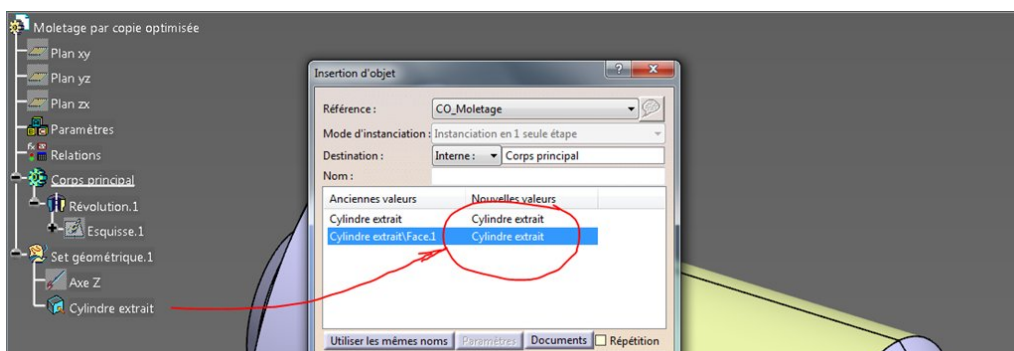 Moletage par copie optimisée
Plan xy
Plan yz
Plan zx
Paramètres
Relations
Corps principal
Révolution.1
Esquisse.1
Set géométrique.1
Axe Z
Cylindre extrait
Insertion d'objet
Référence : CO_Moletage
Mode d'instanciation : Instanciation en 1 seule étape
Destination : Interne : Corps principal
Nom :
Anciennes valeurs Nouvelles valeurs
Cylindre extrait Cylindre extrait
Cylindre extrait\Face.1 Cylindre extrait
Utiliser les mêmes noms Paramètres Documents Répétition